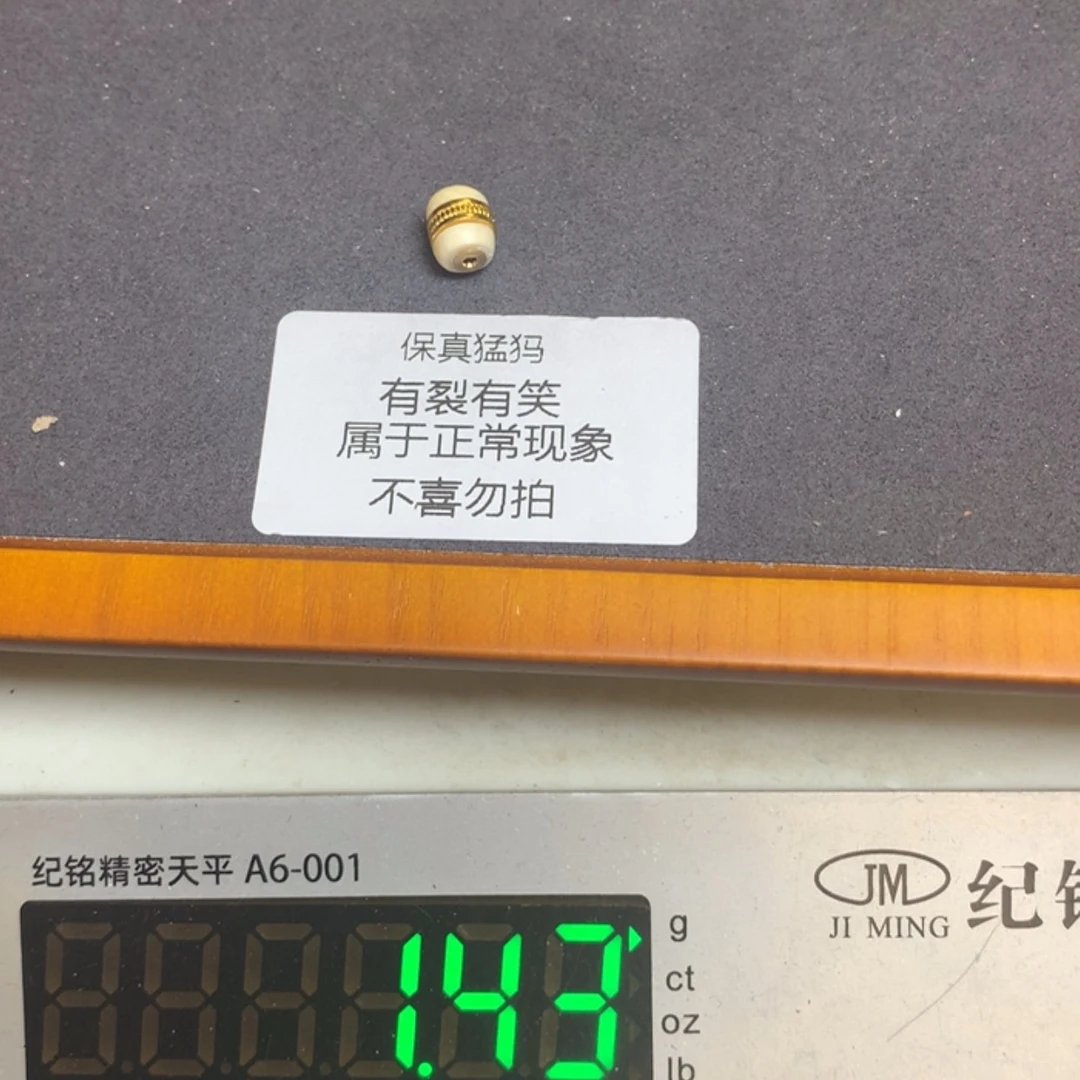 保真猛犸
有裂有笑
属于正常现象
不喜勿拍
纪铭精密天平 A6-001
JM
纪
JI MING
1.43
g
ct
oz
lb